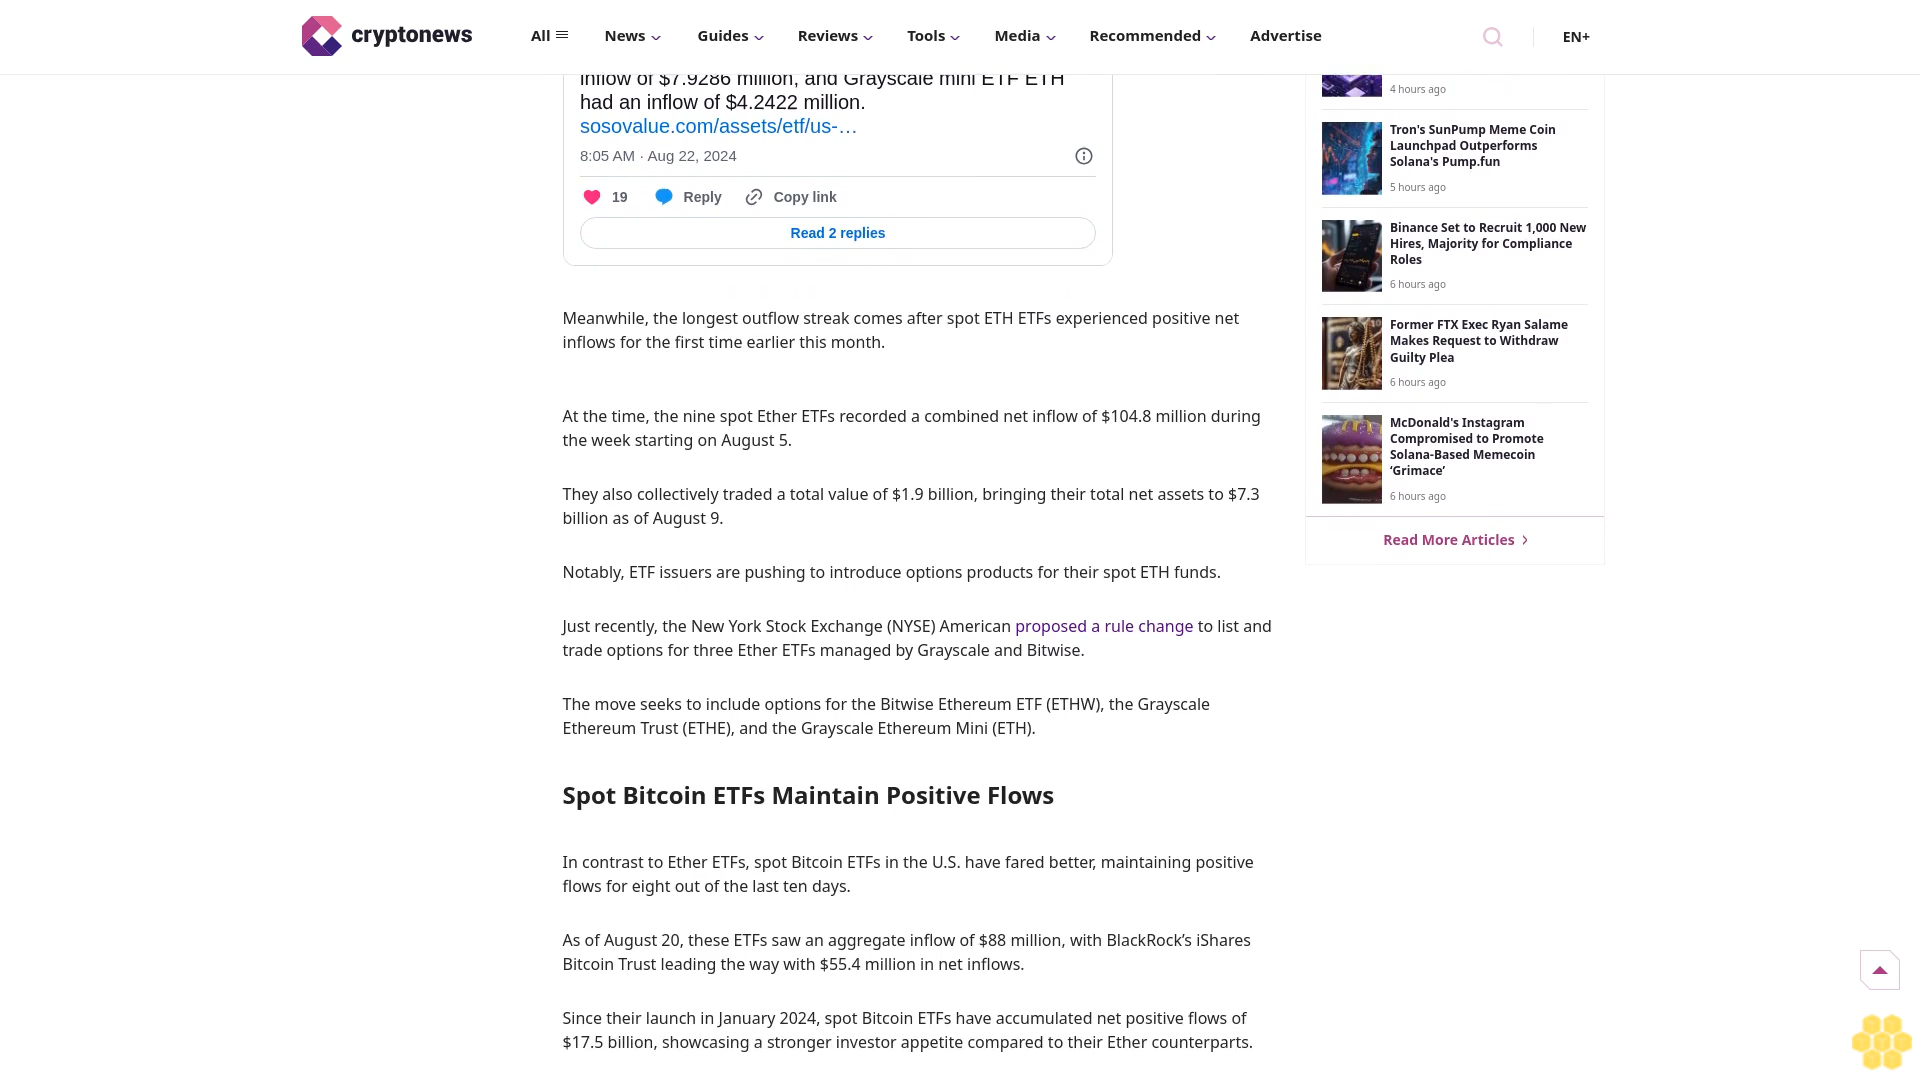 cryptonews
All
News
Guides
Reviews
Tools
Media
Recommended
Advertise
EN+
inflow of $7.9286 million, and Grayscale mini ETF ETH
had an inflow of $4.2422 million.
sosovalue.com/assets/etf/us-…
8:05 AM · Aug 22, 2024
19
Reply
Copy link
Read 2 replies
Meanwhile, the longest outflow streak comes after spot ETH ETFs experienced positive net
inflows for the first time earlier this month.
At the time, the nine spot Ether ETFs recorded a combined net inflow of $104.8 million during
the week starting on August 5.
They also collectively traded a total value of $1.9 billion, bringing their total net assets to $7.3
billion as of August 9.
Notably, ETF issuers are pushing to introduce options products for their spot ETH funds.
Just recently, the New York Stock Exchange (NYSE) American proposed a rule change to list and
trade options for three Ether ETFs managed by Grayscale and Bitwise.
The move seeks to include options for the Bitwise Ethereum ETF (ETHW), the Grayscale
Ethereum Trust (ETHE), and the Grayscale Ethereum Mini (ETH).
Spot Bitcoin ETFs Maintain Positive Flows
In contrast to Ether ETFs, spot Bitcoin ETFs in the U.S. have fared better, maintaining positive
flows for eight out of the last ten days.
As of August 20, these ETFs saw an aggregate inflow of $88 million, with BlackRock’s iShares
Bitcoin Trust leading the way with $55.4 million in net inflows.
Since their launch in January 2024, spot Bitcoin ETFs have accumulated net positive flows of
$17.5 billion, showcasing a stronger investor appetite compared to their Ether counterparts.
4 hours ago
Tron's SunPump Meme Coin
Launchpad Outperforms
Solana's Pump.fun
5 hours ago
Binance Set to Recruit 1,000 New
Hires, Majority for Compliance
Roles
6 hours ago
Former FTX Exec Ryan Salame
Makes Request to Withdraw
Guilty Plea
6 hours ago
McDonald's Instagram
Compromised to Promote
Solana-Based Memecoin
‘Grimace’
6 hours ago
Read More Articles